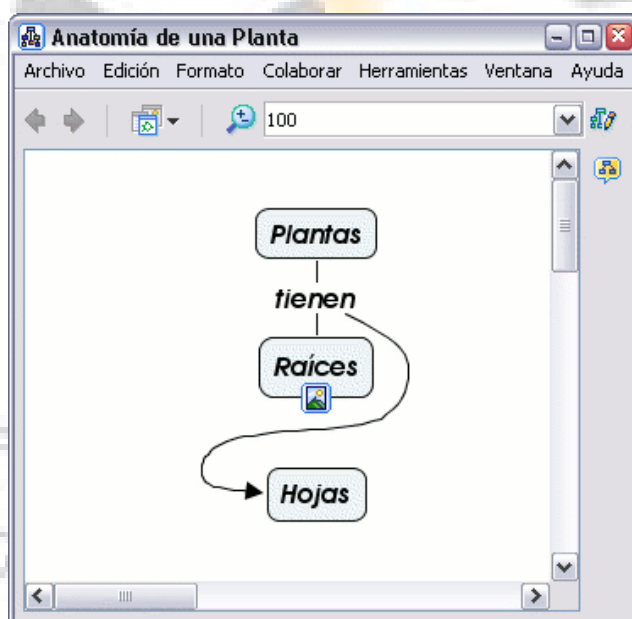 Anatomía de una Planta
Archivo Edición Formato Colaborar Herramientas Ventana Ayuda
100
Plantas
tienen
Raíces
Hojas